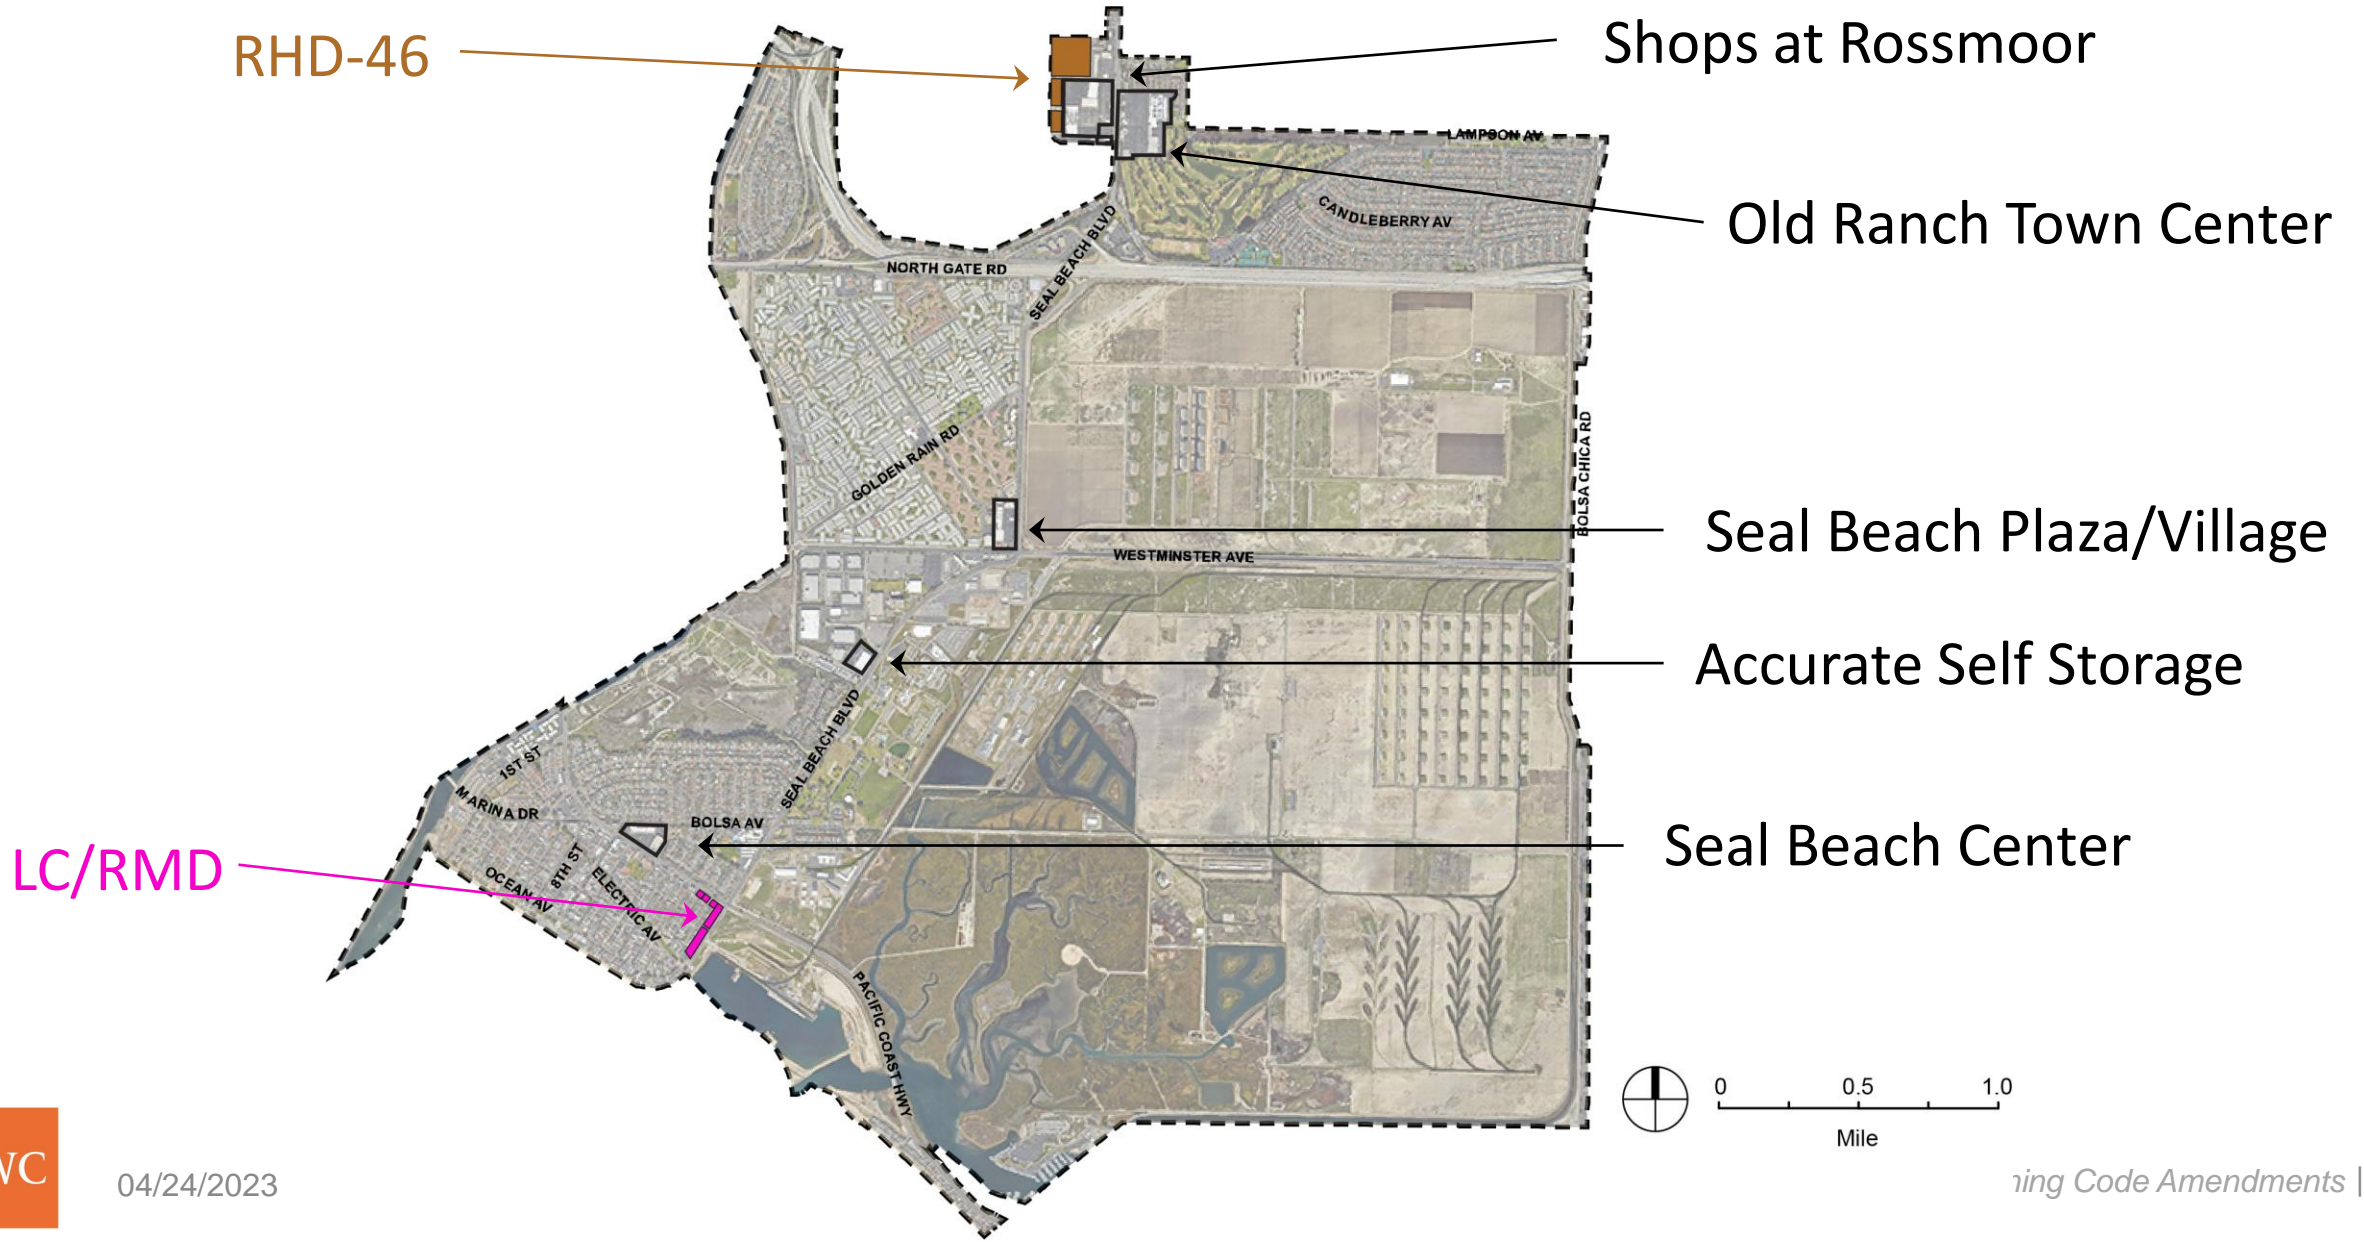 RHD-46
Shops at Rossmoor
LAMPSON AV
Old Ranch Town Center
CANDLEBERRY AV
NORTH GATE RD
SEAL BEACH BLVD
GOLDEN RAIN RD
BOLSA CHICA RD
Seal Beach Plaza/Village
WESTMINSTER AVE
Accurate Self Storage
SEAL BEACH BLVD
1ST ST
MARINA DR
BOLSA AV
Seal Beach Center
LC/RMD
8TH ST
OCEAN AV
ELECTRIC AV
PACIFIC COAST HWY
0 0.5 1.0
Mile
WC
04/24/2023
Code Amendments |